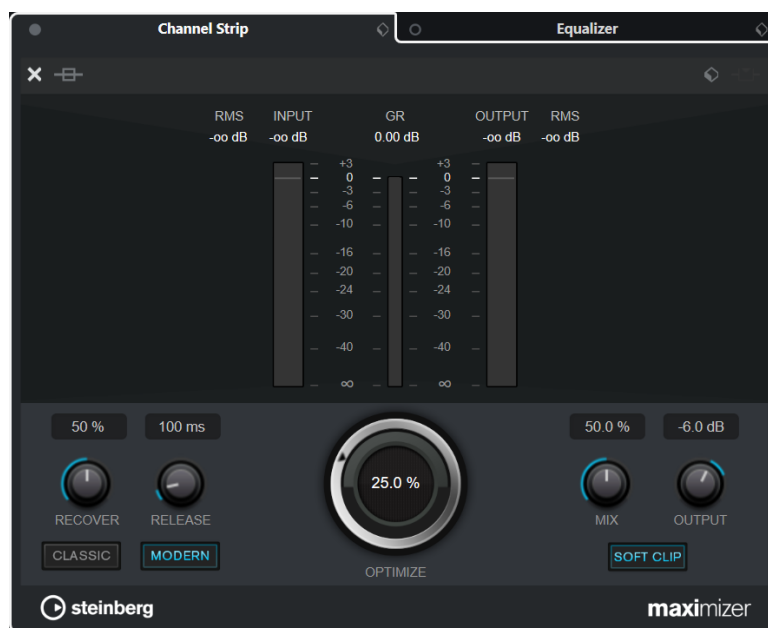 Channel Strip
Equalizer
RMS INPUT GR OUTPUT RMS
-oo dB -oo dB 0.00 dB -oo dB -oo dB
+3 +3
0 0
-3 -3
-6 -6
-10 -10
-16 -16
-20 -20
-24 -24
-30 -30
-40 -40
∞ ∞
50 % 100 ms 50.0 % -6.0 dB
25.0 %
RECOVER RELEASE MIX OUTPUT
CLASSIC MODERN SOFT CLIP
OPTIMIZE
steinberg maximizer